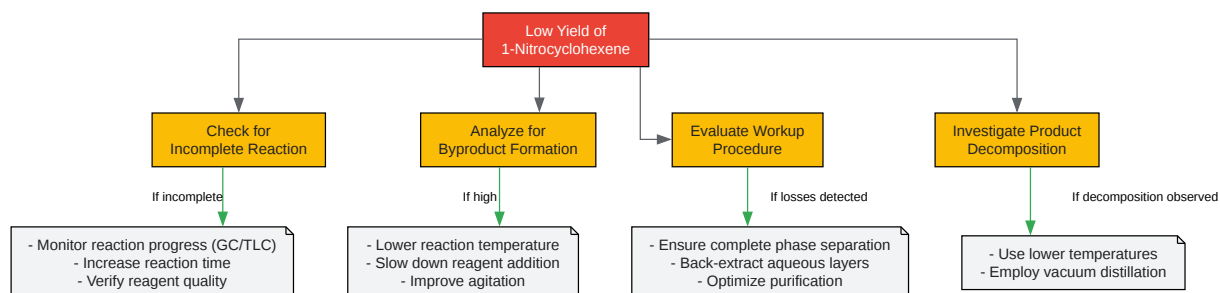 Low Yield of
1-Nitrocyclohexene
Check for
Incomplete Reaction
Analyze for
Byproduct Formation
Evaluate Workup
Procedure
Investigate Product
Decomposition
If incomplete
If high
If losses detected
If decomposition observed
- Monitor reaction progress (GC/TLC)
- Increase reaction time
- Verify reagent quality
- Lower reaction temperature
- Slow down reagent addition
- Improve agitation
- Ensure complete phase separation
- Back-extract aqueous layers
- Optimize purification
- Use lower temperatures
- Employ vacuum distillation